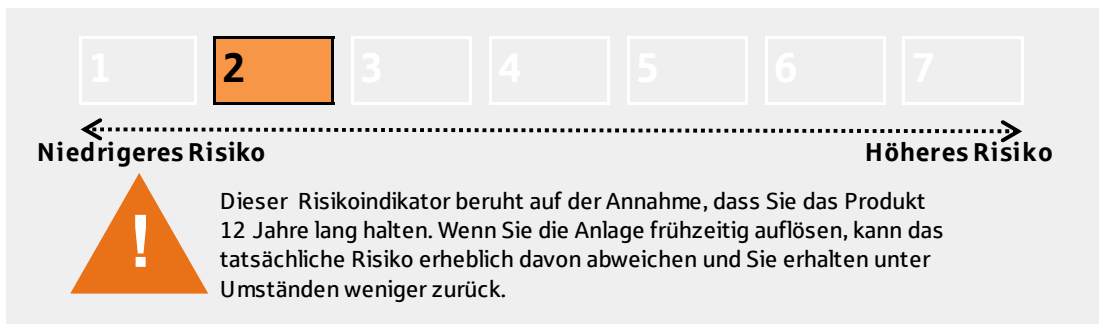 1 2 3 4 5 6 7
Niedrigeres Risiko Höheres Risiko
!
Dieser Risikoindikator beruht auf der Annahme, dass Sie das Produkt
12 Jahre lang halten. Wenn Sie die Anlage frühzeitig auflösen, kann das
tatsächliche Risiko erheblich davon abweichen und Sie erhalten unter
Umständen weniger zurück.